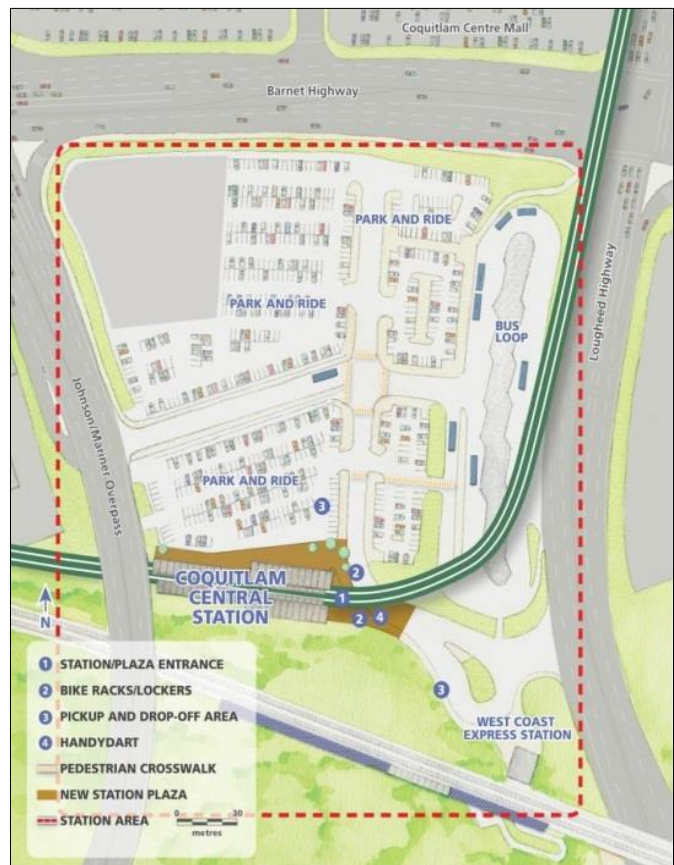 Coquitlam Centre Mall
Barnet Highway
PARK AND RIDE
PARK AND RIDE
BUS
LOOP
Lougheed Highway
Johnson/Mariner Overpass
PARK AND RIDE
3
2
COQUITLAM
CENTRAL
STATION
1
2
4
N
3
WEST COAST
EXPRESS STATION
1 STATION/PLAZA ENTRANCE
2 BIKE RACKS/LOCKERS
3 PICKUP AND DROP-OFF AREA
4 HANDYDART
PEDESTRIAN CROSSWALK
NEW STATION PLAZA
STATION AREA
0 30
metres